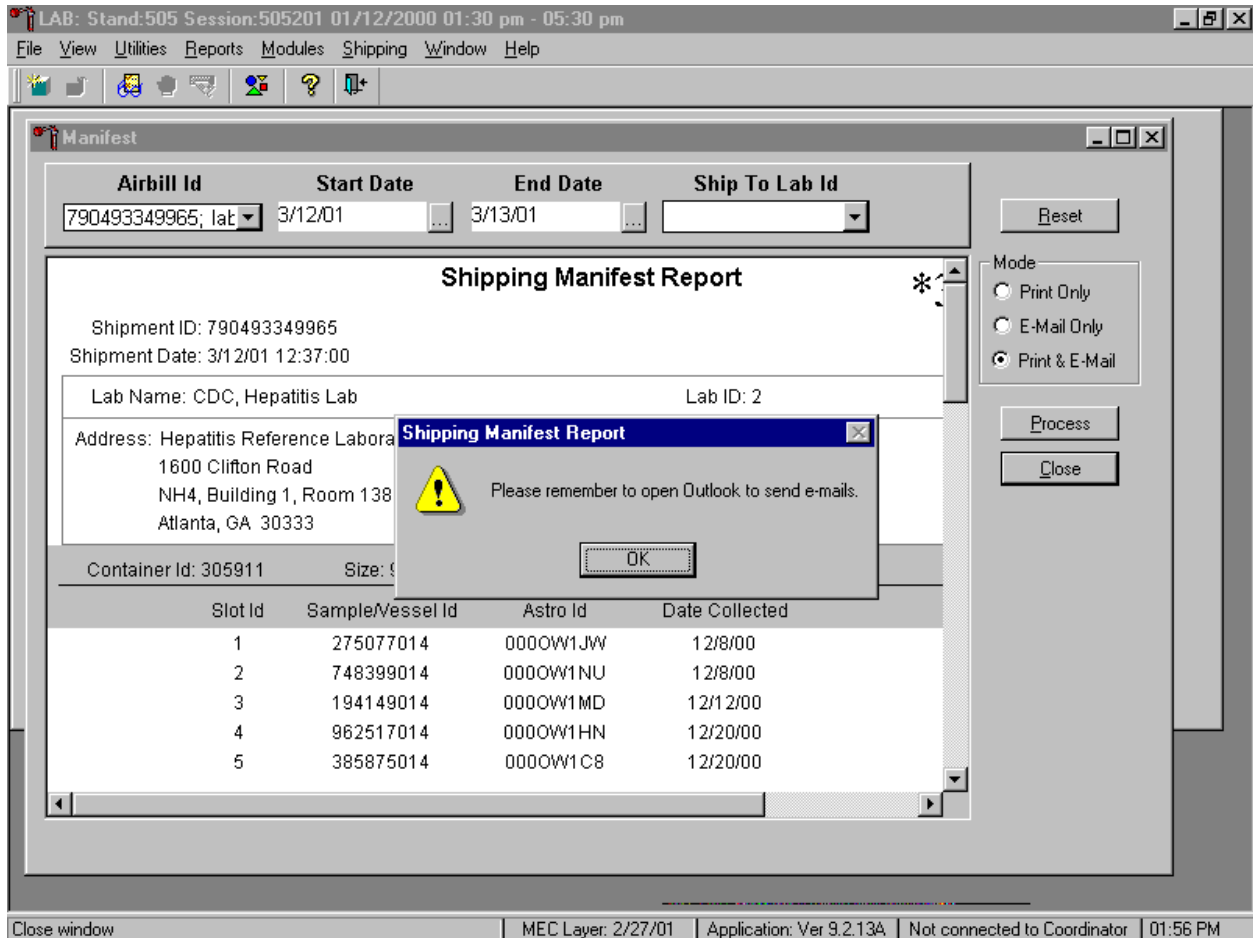 LAB: Stand:505 Session:505201 01/12/2000 01:30 pm - 05:30 pm
File View Utilities Reports Modules Shipping Window Help
Manifest
Airbill Id Start Date End Date Ship To Lab Id
790493349965; lab 3/12/01 ... 3/13/01 ... Reset
Shipping Manifest Report
Mode
Print Only
E-Mail Only
Print & E-Mail
Shipment ID: 790493349965
Shipment Date: 3/12/01 12:37:00
Lab Name: CDC, Hepatitis Lab Lab ID: 2
Process
Close
Address: Hepatitis Reference
1600 Clifton Road
NH4, Building 1, Room 138
Atlanta, GA 30333
Shipping Manifest Report
Please remember to open Outlook to send e-mails.
OK
Container Id: 305911 Size:
Slot Id Sample/Vessel Id Astro Id Date Collected
1 275077014 000OW1JW 12/8/00
2 748399014 000OW1NU 12/8/00
3 194149014 000OW1MD 12/12/00
4 962517014 000OW1HN 12/20/00
5 385875014 000OW1C8 12/20/00
Close window MEC Layer: 2/27/01 Application: Ver 9.2.13A Not connected to Coordinator 01:56 PM